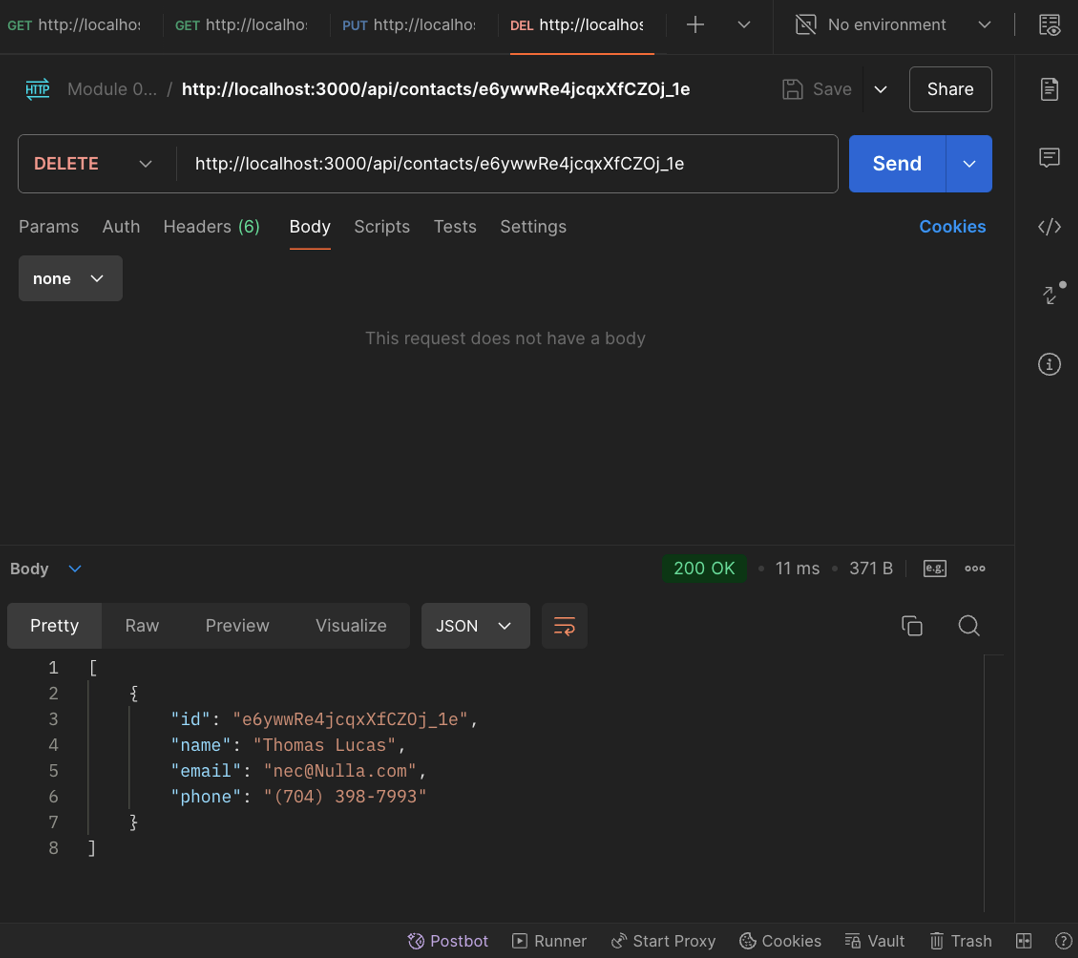 GET http://localhos GET http://localhos PUT http://localhos DEL http://localhos No environment
HTTP Module 0... / http://localhost:3000/api/contacts/e6ywwRe4jcqxXfCZOj_1e Save Share
DELETE http://localhost:3000/api/contacts/e6ywwRe4jcqxXfCZOj_1e Send
Params Auth Headers (6) Body Scripts Tests Settings Cookies
none
This request does not have a body
Body 200 OK • 11 ms • 371 B e.g.
Pretty Raw Preview Visualize JSON
1 [
2 {
3 "id": "e6ywwRe4jcqxXfCZOj_1e",
4 "name": "Thomas Lucas",
5 "email": "nec@Nulla.com",
6 "phone": "(704) 398-7993"
7 }
8 ]
Postbot Runner Start Proxy Cookies Vault Trash